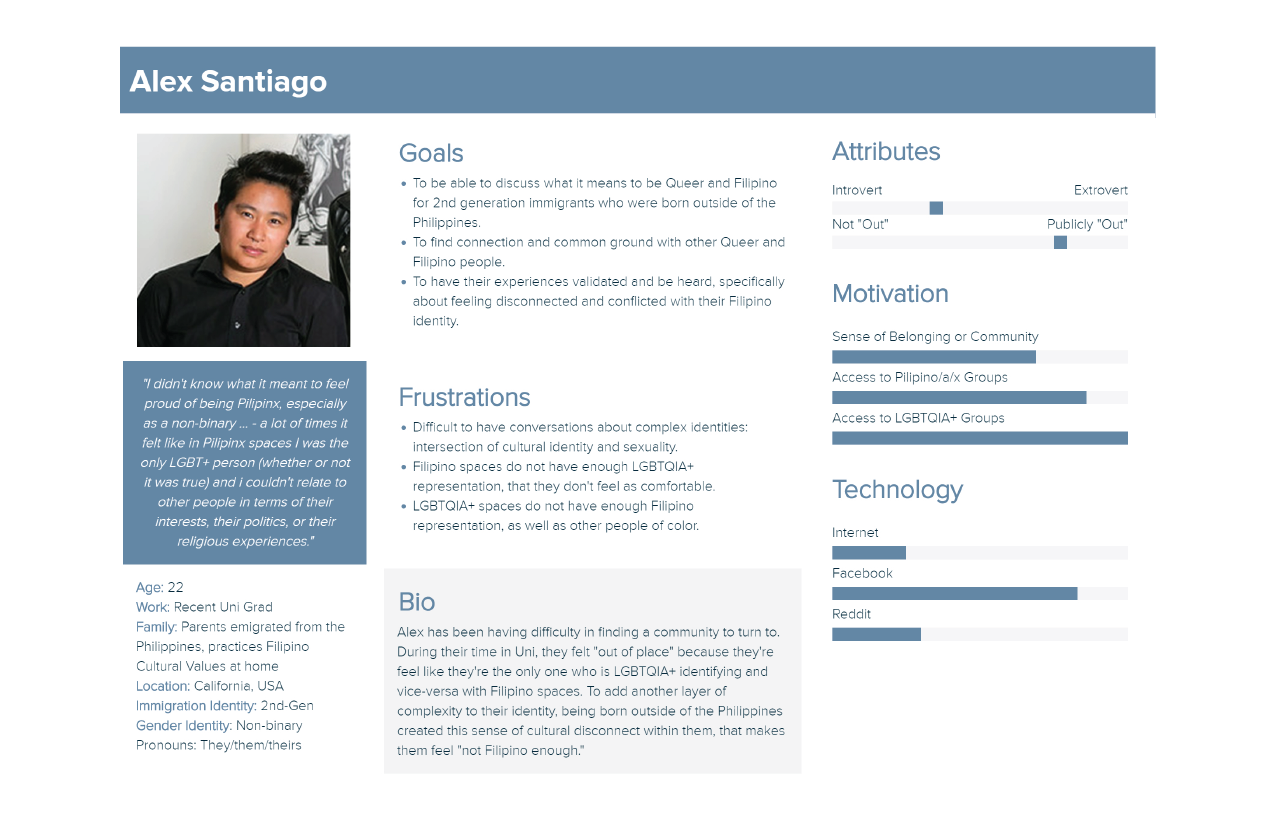 Alex Santiago
"I didn't know what it meant to feel
proud of being Pilipinx, especially
as a non-binary ... - a lot of times it
felt like in Pilipinx spaces I was the
only LGBT+ person (whether or not
it was true) and I couldn't relate to
other people in terms of their
interests, their politics, or their
religious experiences."
Age: 22
Work: Recent Uni Grad
Family: Parents emigrated from the
Philippines, practices Filipino
Cultural Values at home
Location: California, USA
Immigration Identity: 2nd-Gen
Gender Identity: Non-binary
Pronouns: They/them/theirs
Goals
• To be able to discuss what it means to be Queer and Filipino
for 2nd generation immigrants who were born outside of the
Philippines.
• To find connection and common ground with other Queer and
Filipino people.
• To have their experiences validated and be heard, specifically
about feeling disconnected and conflicted with their Filipino
identity.
Frustrations
• Difficult to have conversations about complex identities:
intersection of cultural identity and sexuality.
• Filipino spaces do not have enough LGBTQIA+
representation, that they don't feel as comfortable.
• LGBTQIA+ spaces do not have enough Filipino
representation, as well as other people of color.
Bio
Alex has been having difficulty in finding a community to turn to.
During their time in Uni, they felt "out of place" because they're
feel like they're the only one who is LGBTQIA+ identifying and
vice-versa with Filipino spaces. To add another layer of
complexity to their identity, being born outside of the Philippines
created this sense of cultural disconnect within them, that makes
them feel "not Filipino enough."
Attributes
Introvert Extrovert
Not "Out" Publicly "Out"
Motivation
Sense of Belonging or Community
Access to Pilipino/a/x Groups
Access to LGBTQIA+ Groups
Technology
Internet
Facebook
Reddit